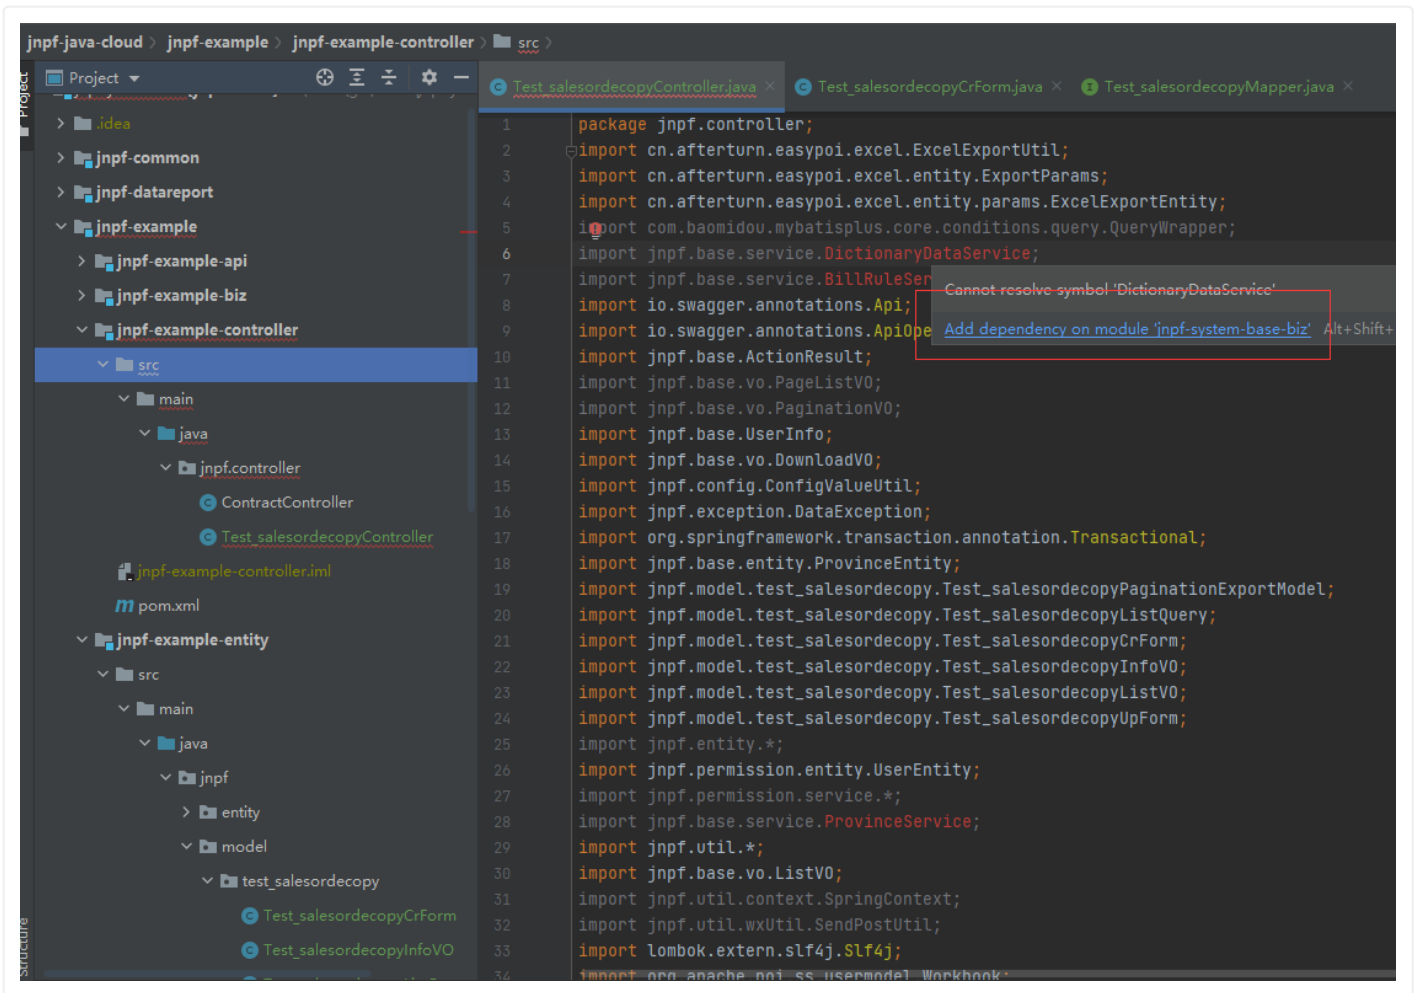 jnpf-java-cloud › jnpf-example › jnpf-example-controller › src ›
Project
Project
.idea
jnpf-common
jnpf-datareport
jnpf-example
jnpf-example-api
jnpf-example-biz
jnpf-example-controller
src
main
java
jnpf.controller
ContractController
Test_salesordecopyController
jnpf-example-controller.iml
pom.xml
jnpf-example-entity
src
main
java
jnpf
entity
model
test_salesordecopy
Test_salesordecopyCrForm
Test_salesordecopyInfoVO
Structure
Test_salesordecopyController.java × Test_salesordecopyCrForm.java × Test_salesordecopyMapper.java ×
1 package jnpf.controller;
2 import cn.afterturn.easypoi.excel.ExcelExportUtil;
3 import cn.afterturn.easypoi.excel.entity.ExportParams;
4 import cn.afterturn.easypoi.excel.entity.params.ExcelExportEntity;
5 import com.baomidou.mybatisplus.core.conditions.query.QueryWrapper;
6 import jnpf.base.service.DictionaryDataService;
7 import jnpf.base.service.BillRuleSer
Cannot resolve symbol 'DictionaryDataService'
8 import io.swagger.annotations.Api;
9 import io.swagger.annotations.ApiOpe
Add dependency on module 'jnpf-system-base-biz' Alt+Shift+
10 import jnpf.base.ActionResult;
11 import jnpf.base.vo.PageListVO;
12 import jnpf.base.vo.PaginationVO;
13 import jnpf.base.UserInfo;
14 import jnpf.base.vo.DownloadVO;
15 import jnpf.config.ConfigValueUtil;
16 import jnpf.exception.DataException;
17 import org.springframework.transaction.annotation.Transactional;
18 import jnpf.base.entity.ProvinceEntity;
19 import jnpf.model.test_salesordecopy.Test_salesordecopyPaginationExportModel;
20 import jnpf.model.test_salesordecopy.Test_salesordecopyListQuery;
21 import jnpf.model.test_salesordecopy.Test_salesordecopyCrForm;
22 import jnpf.model.test_salesordecopy.Test_salesordecopyInfoVO;
23 import jnpf.model.test_salesordecopy.Test_salesordecopyListVO;
24 import jnpf.model.test_salesordecopy.Test_salesordecopyUpForm;
25 import jnpf.entity.*;
26 import jnpf.permission.entity.UserEntity;
27 import jnpf.permission.service.*;
28 import jnpf.base.service.ProvinceService;
29 import jnpf.util.*;
30 import jnpf.base.vo.ListVO;
31 import jnpf.util.context.SpringContext;
32 import jnpf.util.wxUtil.SendPostUtil;
33 import lombok.extern.slf4j.Slf4j;
34 import org.apache.poi.ss.usermodel.Workbook;